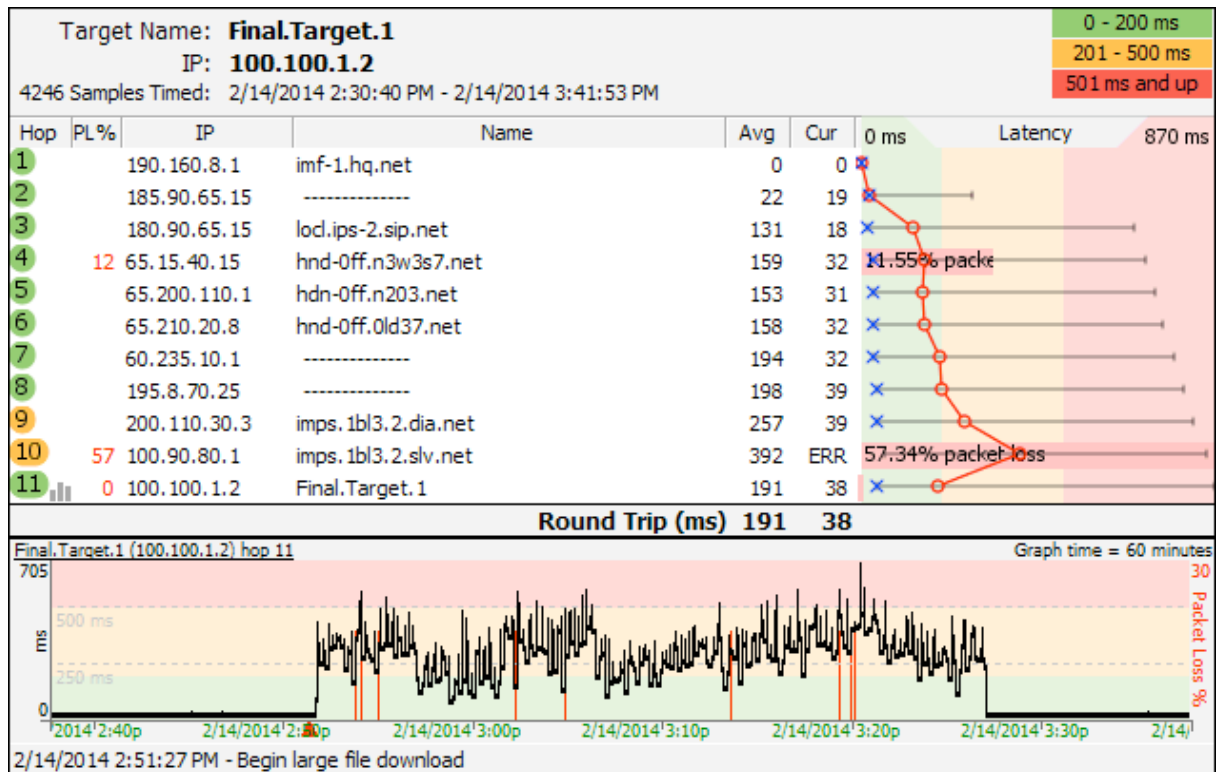 Target Name: Final.Target.1
IP: 100.100.1.2
4246 Samples Timed: 2/14/2014 2:30:40 PM - 2/14/2014 3:41:53 PM
0 - 200 ms
201 - 500 ms
501 ms and up
Hop PL% IP Name Avg Cur 0 ms Latency 870 ms
1 190.160.8.1 imf-1.hq.net 0 0
2 185.90.65.15 -------------- 22 19
3 180.90.65.15 locl.ips-2.sip.net 131 18
4 12 65.15.40.15 hnd-0ff.n3w3s7.net 159 32 11.55% packe
5 65.200.110.1 hdn-0ff.n203.net 153 31
6 65.210.20.8 hnd-0ff.0ld37.net 158 32
7 60.235.10.1 -------------- 194 32
8 195.8.70.25 -------------- 198 39
9 200.110.30.3 imps.1bl3.2.dia.net 257 39
10 57 100.90.80.1 imps.1bl3.2.slv.net 392 ERR 57.34% packet loss
11 0 100.100.1.2 Final.Target.1 191 38
Round Trip (ms) 191 38
Final.Target.1 (100.100.1.2) hop 11 Graph time = 60 minutes
705 30
500 ms
ms
250 ms
0
Packet Loss %
2014 2:40p 2/14/2014 2:50p 2/14/2014 3:00p 2/14/2014 3:10p 2/14/2014 3:20p 2/14/2014 3:30p 2/14/
2/14/2014 2:51:27 PM - Begin large file download